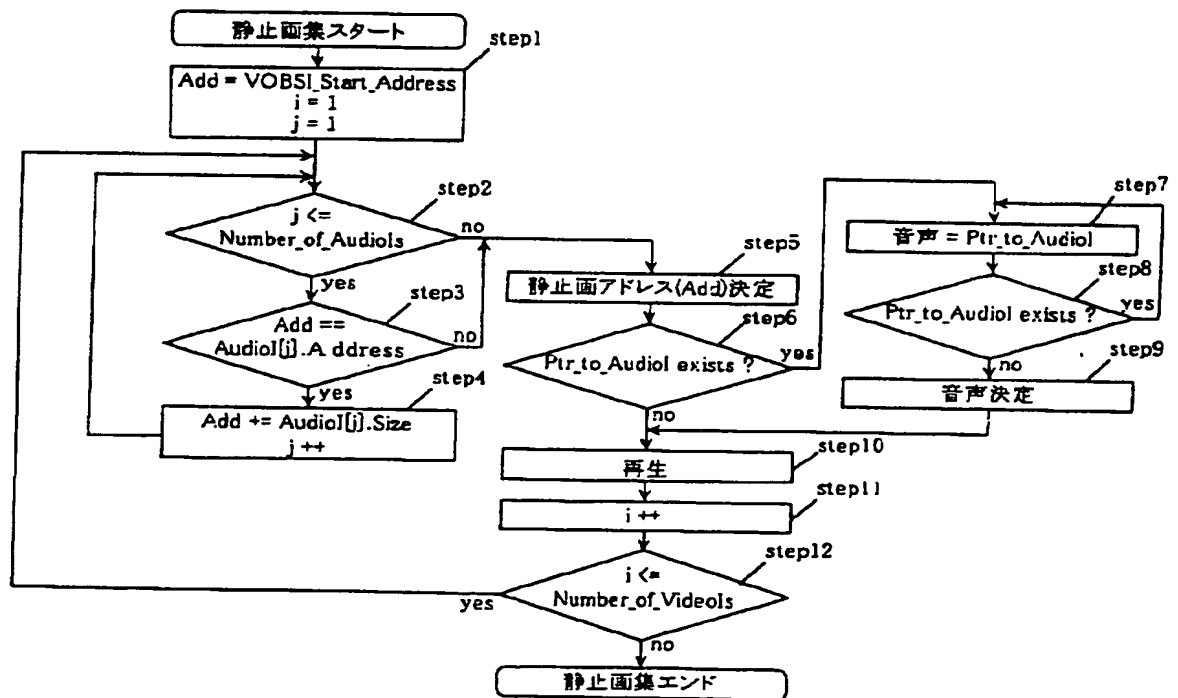 静止画集スタート
step1
Add = VOBSI_Start_Address
i = 1
j = 1
step2
j <=
Number_of_AudioIs
no
yes
step3
Add ==
AudioI[j].A ddress
no
yes
step4
Add += AudioI[j].Size
j ++
step5
静止画アドレス(Add)決定
step6
Ptr_to_AudioI exists ?
yes
no
step7
音声 = Ptr_to_AudioI
step8
Ptr_to_AudioI exists ?
yes
no
step9
音声決定
step10
再生
step11
i ++
step12
i <=
Number_of_VideoIs
yes
no
静止画集エンド